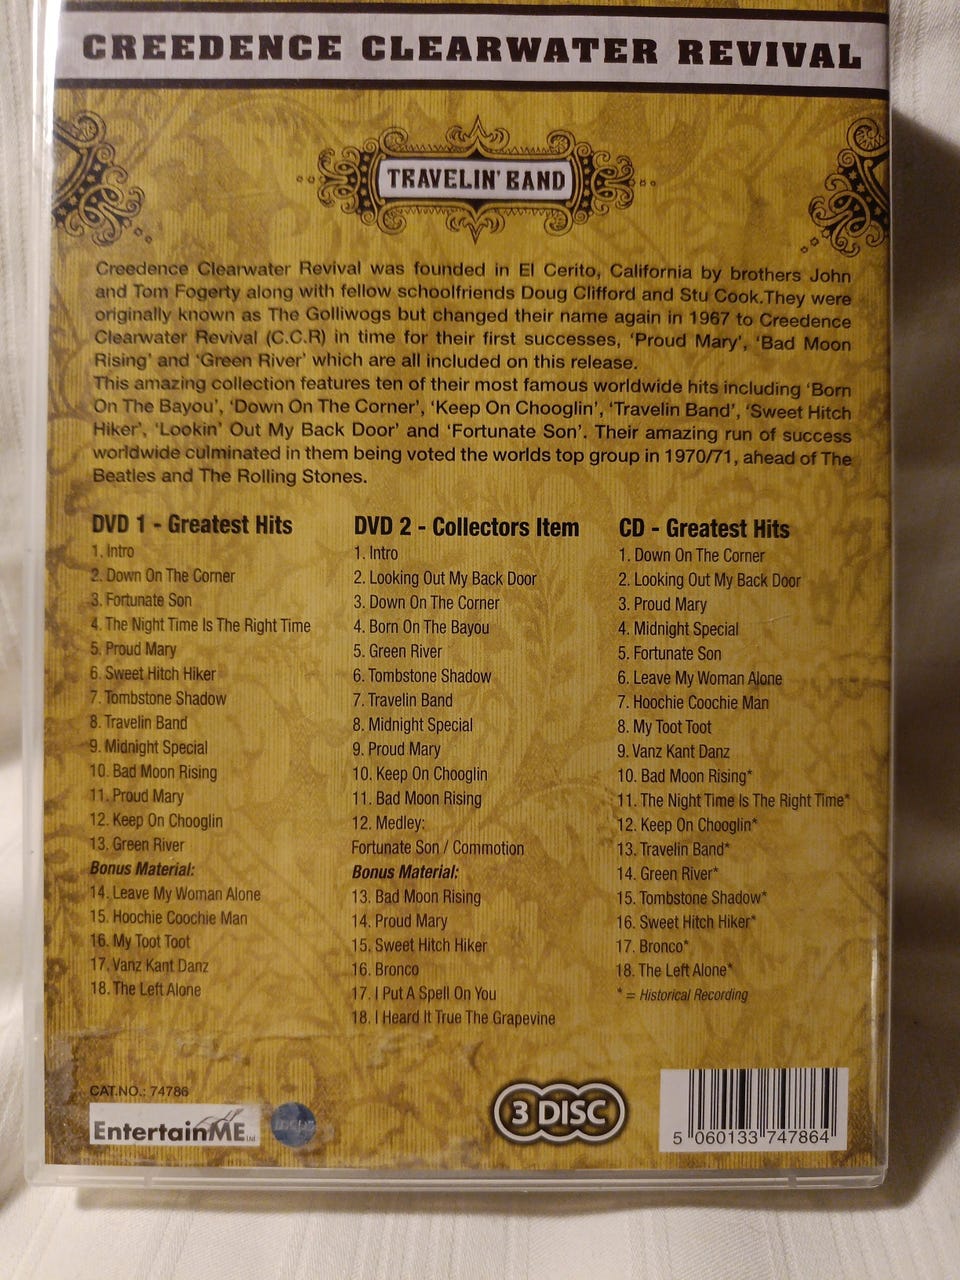 CREEDENCE CLEARWATER REVIVAL
TRAVELIN' BAND
Creedence Clearwater Revival was founded in El Cerito, California by brothers John
and Tom Fogerty along with fellow schoolfriends Doug Clifford and Stu Cook.They were
originally known as The Golliwogs but changed their name again in 1967 to Creedence
Clearwater Revival (C.C.R) in time for their first successes, 'Proud Mary', 'Bad Moon
Rising' and 'Green River' which are all included on this release.
This amazing collection features ten of their most famous worldwide hits including 'Born
On The Bayou', 'Down On The Corner', 'Keep On Chooglin', 'Travelin Band', 'Sweet Hitch
Hiker', 'Lookin' Out My Back Door' and 'Fortunate Son'. Their amazing run of success
worldwide culminated in them being voted the worlds top group in 1970/71, ahead of The
Beatles and The Rolling Stones.
DVD 1 - Greatest Hits
1. Intro
2. Down On The Corner
3. Fortunate Son
4. The Night Time Is The Right Time
5. Proud Mary
6. Sweet Hitch Hiker
7. Tombstone Shadow
8. Travelin Band
9. Midnight Special
10. Bad Moon Rising
11. Proud Mary
12. Keep On Chooglin
13. Green River
Bonus Material:
14. Leave My Woman Alone
15. Hoochie Coochie Man
16. My Toot Toot
17. Vanz Kant Danz
18. The Left Alone
DVD 2 - Collectors Item
1. Intro
2. Looking Out My Back Door
3. Down On The Corner
4. Born On The Bayou
5. Green River
6. Tombstone Shadow
7. Travelin Band
8. Midnight Special
9. Proud Mary
10. Keep On Chooglin
11. Bad Moon Rising
12. Medley:
Fortunate Son / Commotion
Bonus Material:
13. Bad Moon Rising
14. Proud Mary
15. Sweet Hitch Hiker
16. Bronco
17. I Put A Spell On You
18. I Heard It True The Grapevine
CD - Greatest Hits
1. Down On The Corner
2. Looking Out My Back Door
3. Proud Mary
4. Midnight Special
5. Fortunate Son
6. Leave My Woman Alone
7. Hoochie Coochie Man
8. My Toot Toot
9. Vanz Kant Danz
10. Bad Moon Rising*
11. The Night Time Is The Right Time*
12. Keep On Chooglin*
13. Travelin Band*
14. Green River*
15. Tombstone Shadow*
16. Sweet Hitch Hiker*
17. Bronco*
18. The Left Alone*
* = Historical Recording
CAT.NO.: 74786
EntertainME Ltd
mcps
3 DISC
5 060133 747864